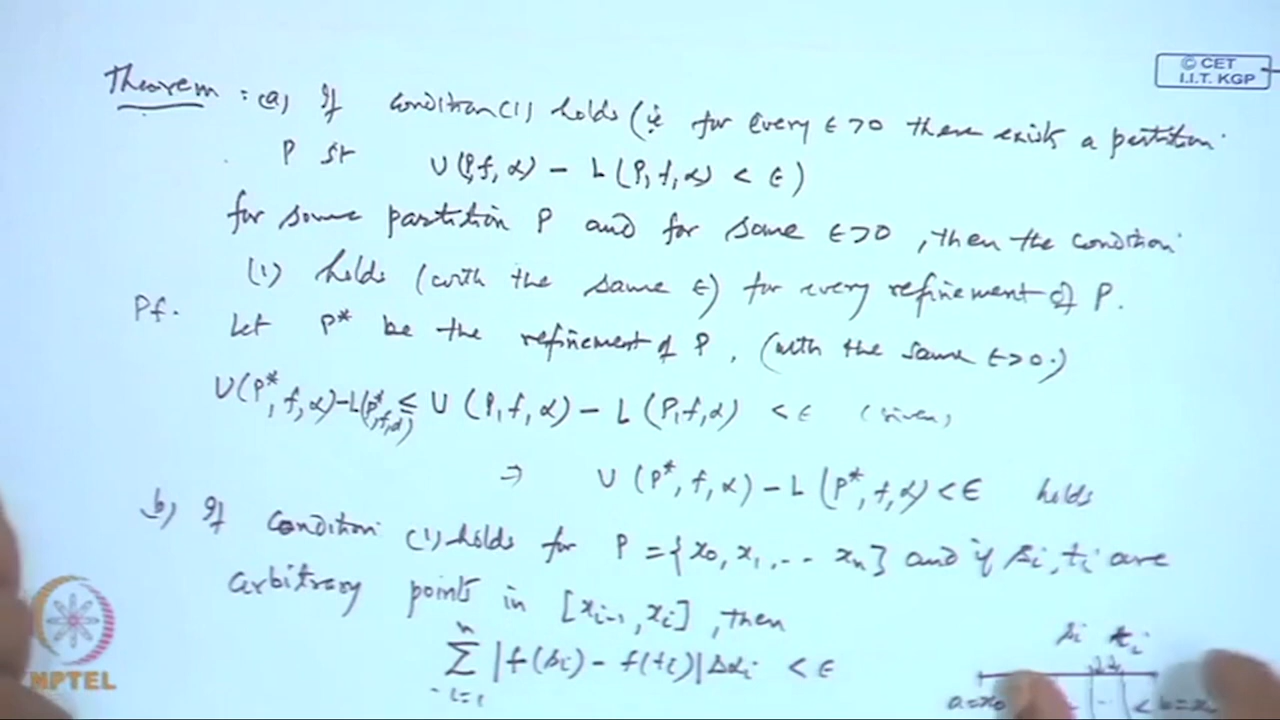 © CET
I.I.T. KGP
Theorem : (a) If condition (1) holds (ie for every ϵ>0 there exists a partition
P st U(P,f,α) - L(P,f,α) < ϵ)
for some partition P and for some ϵ>0, then the condition
(1) holds (with the same ϵ) for every refinement of P.
Pf. Let P* be the refinement of P, (with the same ϵ>0.)
U(P*,f,α)-L(P*,f,α) ≤ U(P,f,α) - L(P,f,α) < ϵ (given)
⇒ U(P*,f,α) - L(P*,f,α) < ϵ holds
b) If condition (1) holds for P = {x₀, x₁, ... xₙ} and if sᵢ, tᵢ are
arbitrary points in [xᵢ₋₁, xᵢ], then
∑ⁿᵢ₌₁ |f(sᵢ) - f(tᵢ)| Δαᵢ < ϵ
sᵢ tᵢ
a=x₀
NPTEL